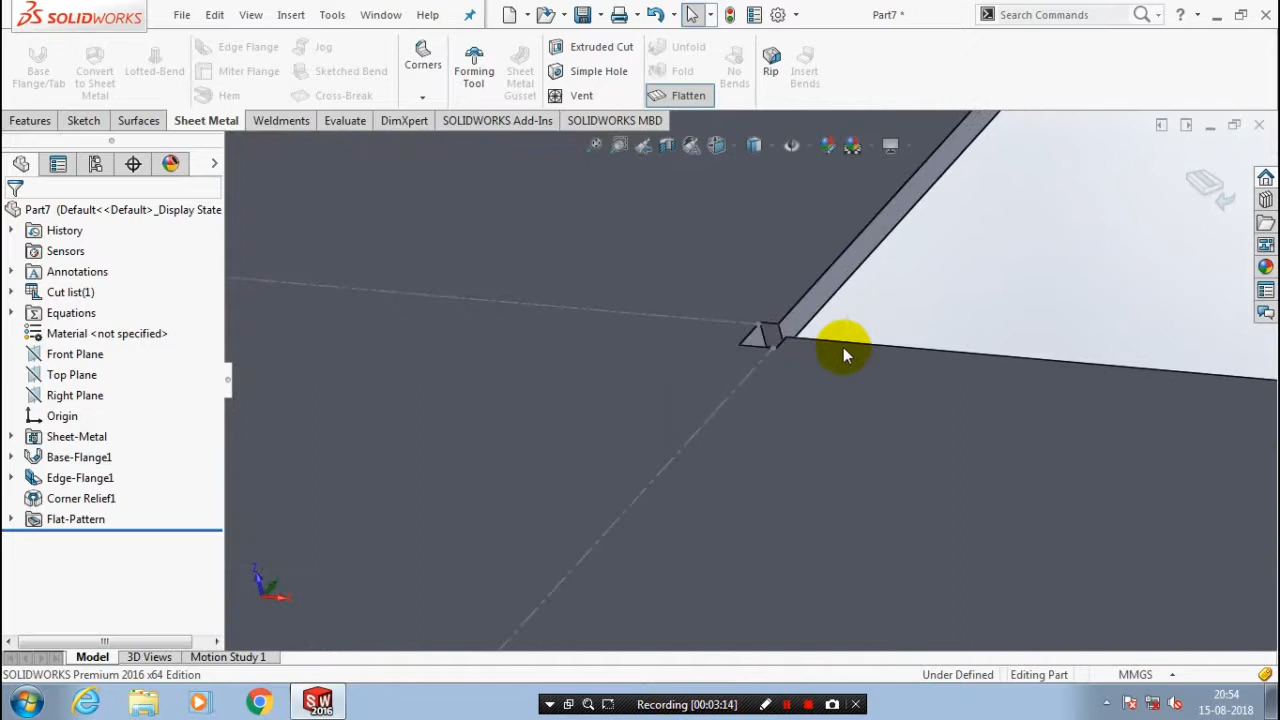 SOLIDWORKS File Edit View Insert Tools Window Help Part7 * Search Commands ?
Base Flange/Tab Convert to Sheet Metal Lofted-Bend Edge Flange Miter Flange Hem Jog Sketched Bend Cross-Break Corners Forming Tool Sheet Metal Gusset Extruded Cut Simple Hole Vent Unfold Fold Flatten No Bends Rip Insert Bends
Features Sketch Surfaces Sheet Metal Weldments Evaluate DimXpert SOLIDWORKS Add-Ins SOLIDWORKS MBD
Part7 (Default<<Default>_Display State
History
Sensors
Annotations
Cut list(1)
Equations
Material <not specified>
Front Plane
Top Plane
Right Plane
Origin
Sheet-Metal
Base-Flange1
Edge-Flange1
Corner Relief1
Flat-Pattern
Model 3D Views Motion Study 1
SOLIDWORKS Premium 2016 x64 Edition Under Defined Editing Part MMGS
SW 2016 Recording [00:03:14] 20:54
15-08-2018